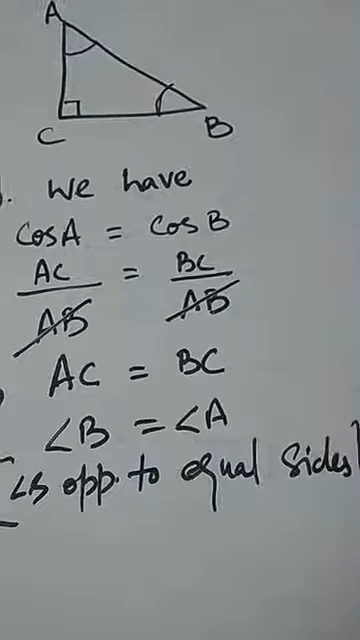 A
C
B
. We have
cosA = cosB
AC = BC
AB AB
AC = BC
∠B = ∠A
∠s opp. to equal sides]